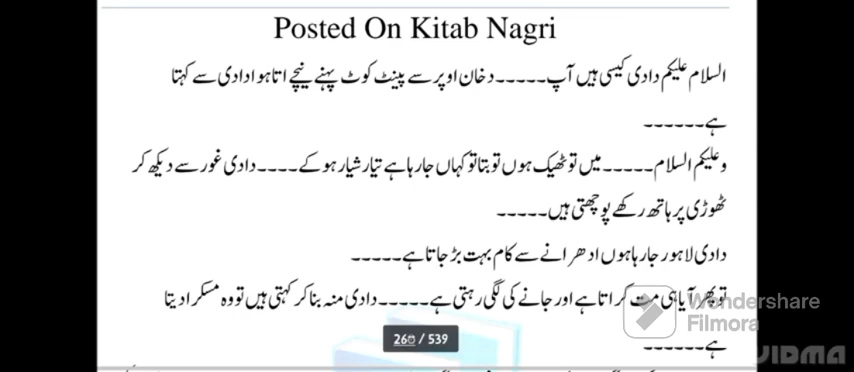 Posted On Kitab Nagri
السلام علیکم دادی کیسی ہیں آپ ۔۔۔۔۔ دخان اوپر سے پینٹ کوٹ پہنے نیچے اتا ہوا دادی سے کہتا
ہے ۔۔۔۔۔۔
وعلیکم السلام ۔۔۔۔۔ میں تو ٹھیک ہوں تو بتا تو کہاں جا رہا ہے تیار شیار ہو کے ۔۔۔۔ دادی غور سے دیکھ کر
ٹھوڑی پر ہاتھ رکھے پوچھتی ہیں ۔۔۔۔۔
دادی لاہور جا رہا ہوں ادھر انے سے کام بہت بڑ جاتا ہے ۔۔۔۔۔
تو پھر آیا ہی مت کر اتا ہے اور جانے کی لگی رہتی ہے ۔۔۔۔۔ دادی منہ بنا کر کہتی ہیں تو وہ مسکرا دیتا
Wondershare
Filmora
ہے ۔۔۔۔۔۔
/ 539
VIDMA